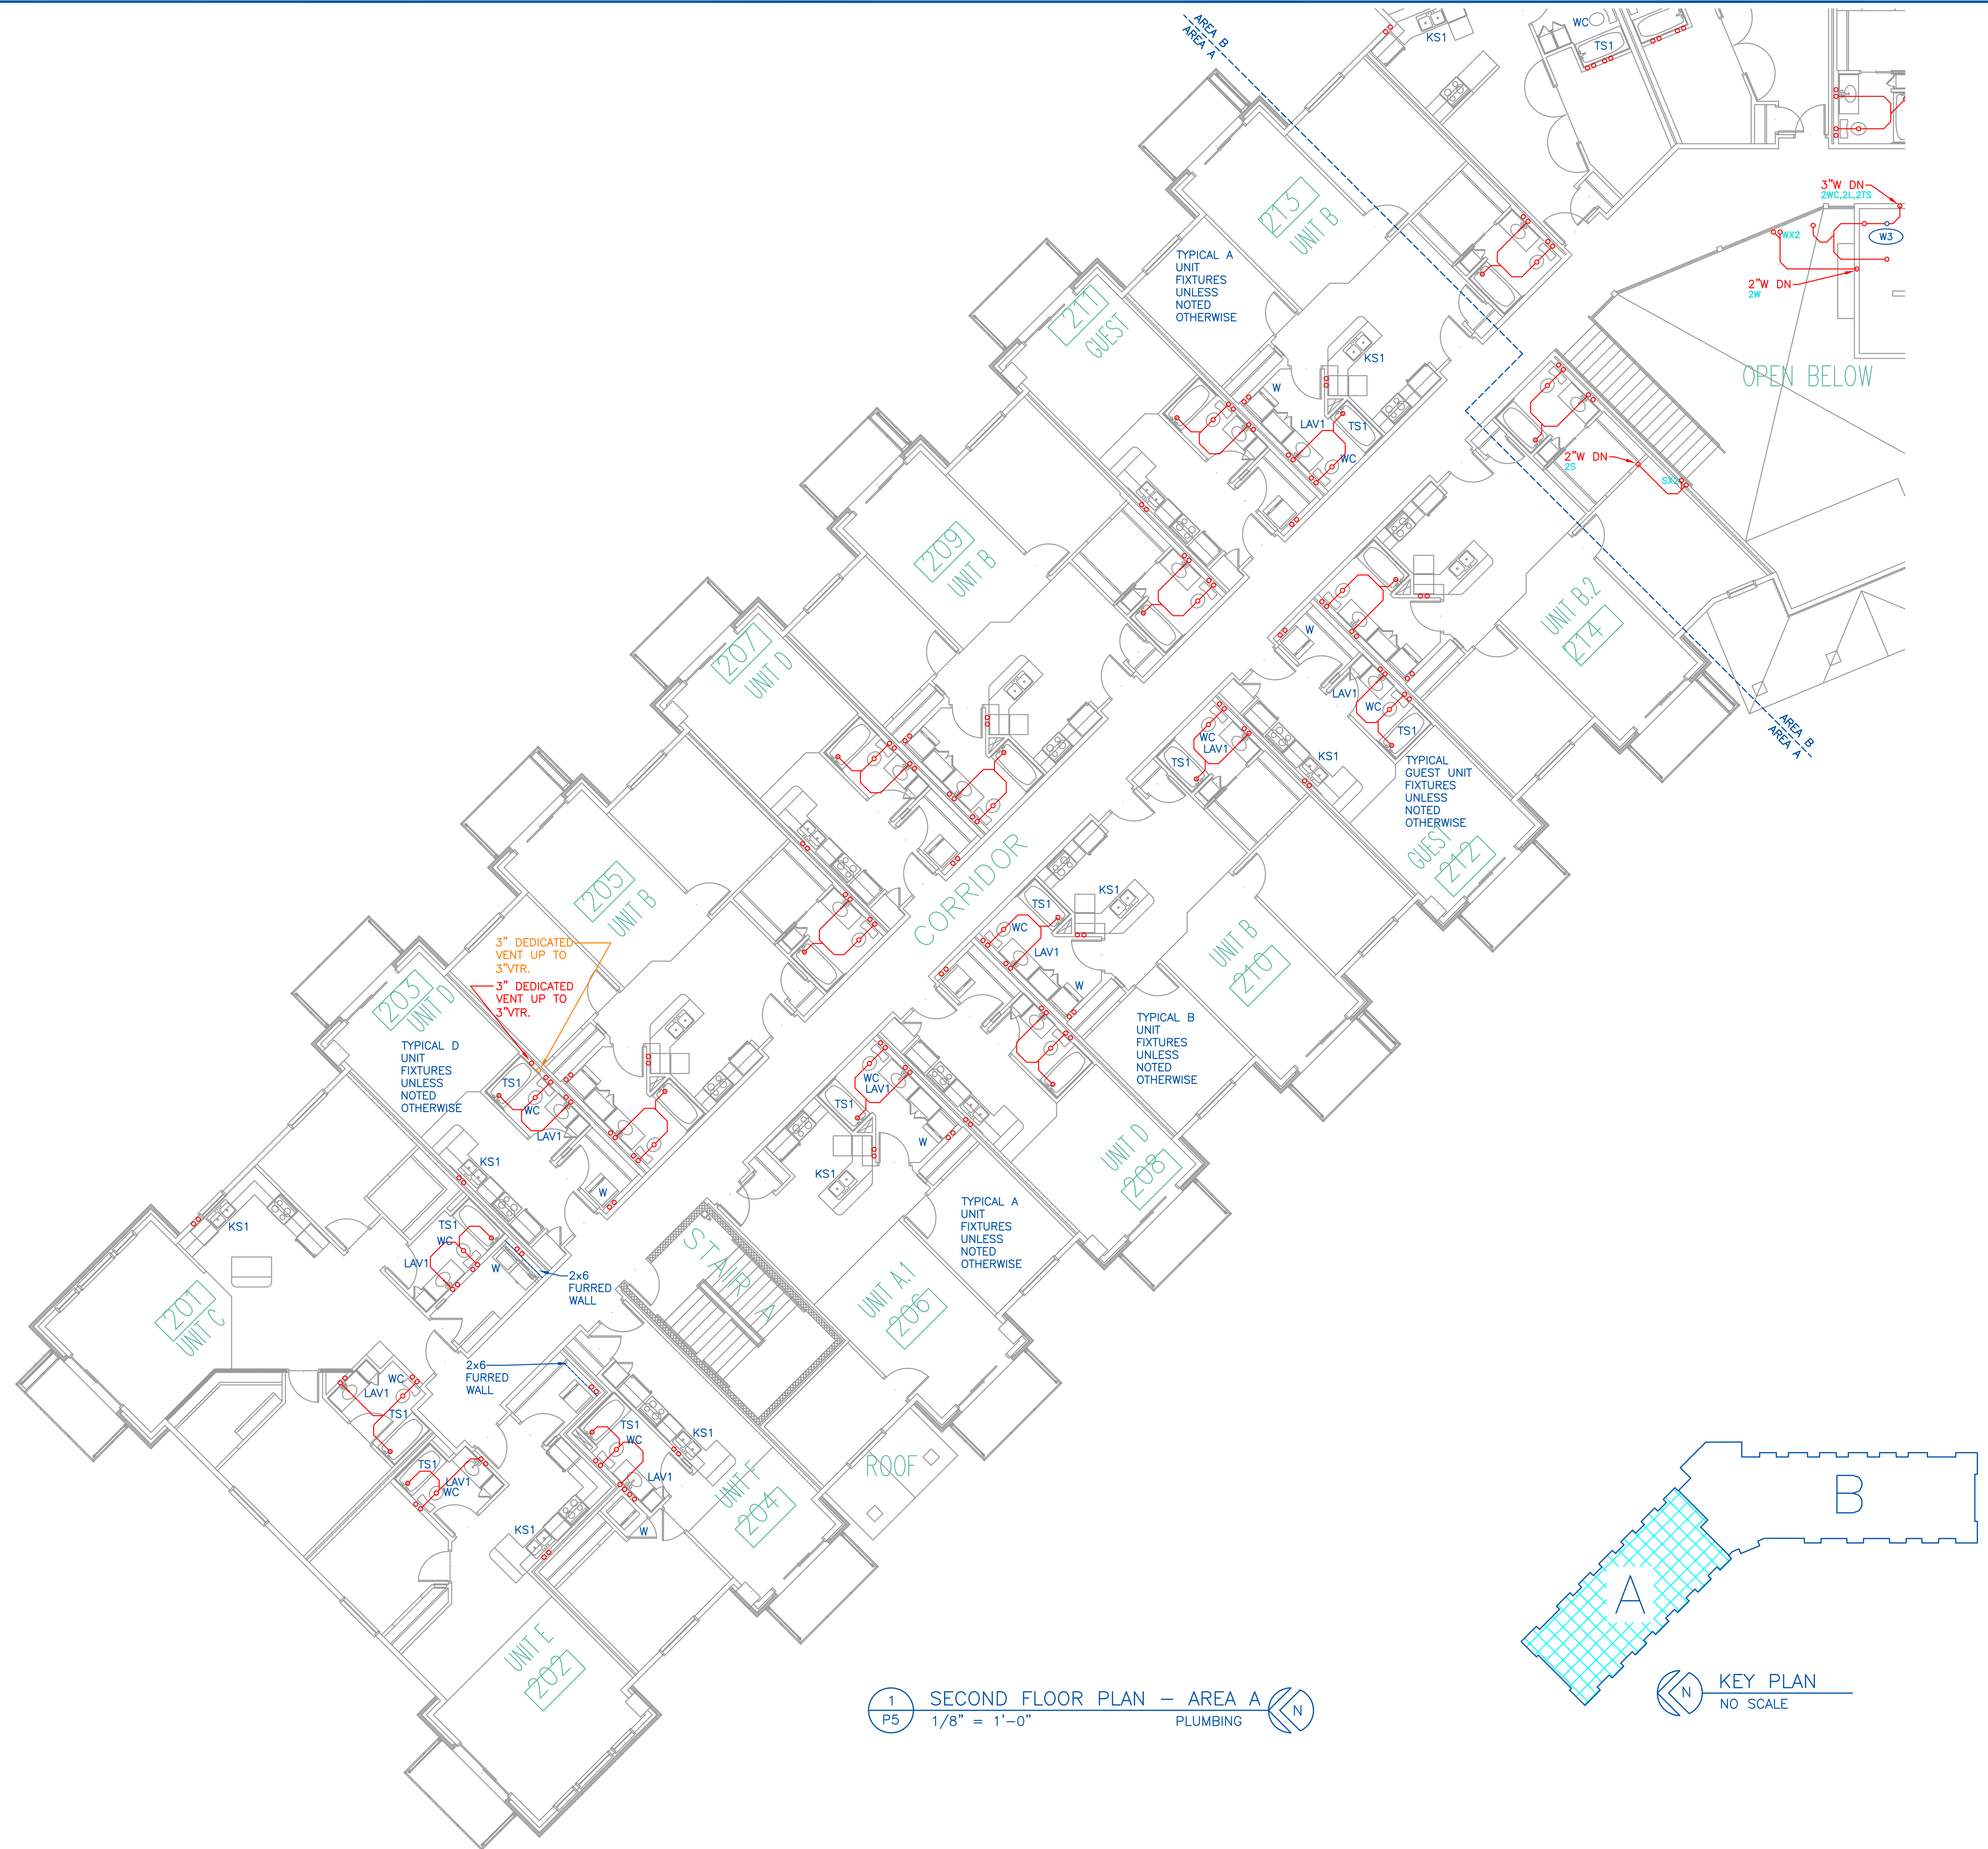 AREA B
AREA A
KS1
WC
TS1
3"W DN
2WC,2L,2TS
WX2
W3
2"W DN
2W
OPEN BELOW
213
UNIT B
TYPICAL A
UNIT
FIXTURES
UNLESS
NOTED
OTHERWISE
211
GUEST
KS1
W
LAV1
TS1
WC
2"W DN
2S
SX2
209
UNIT B
UNIT B.2
214
W
LAV1
WC
TS1
AREA B
AREA A
207
UNIT D
WC
LAV1
TS1
KS1
TYPICAL
GUEST UNIT
FIXTURES
UNLESS
NOTED
OTHERWISE
GUEST
212
CORRIDOR
205
UNIT B
KS1
TS1
WC
LAV1
W
UNIT B
210
3" DEDICATED
VENT UP TO
3"VTR.
3" DEDICATED
VENT UP TO
3"VTR.
203
UNIT D
TYPICAL D
UNIT
FIXTURES
UNLESS
NOTED
OTHERWISE
TYPICAL B
UNIT
FIXTURES
UNLESS
NOTED
OTHERWISE
TS1
WC
LAV1
KS1
W
WC
LAV1
TS1
W
KS1
UNIT D
208
TYPICAL A
UNIT
FIXTURES
UNLESS
NOTED
OTHERWISE
KS1
TS1
WC
LAV1
W
2x6
FURRED
WALL
STAIR A
201
UNIT C
UNIT A.1
206
2x6
FURRED
WALL
WC
LAV1
TS1
TS1
WC
LAV1
KS1
TS1
LAV1
WC
KS1
W
UNIT F
204
ROOF
UNIT E
202
B
A
1
P5
SECOND FLOOR PLAN – AREA A
1/8" = 1'-0"
PLUMBING
N
N
KEY PLAN
NO SCALE